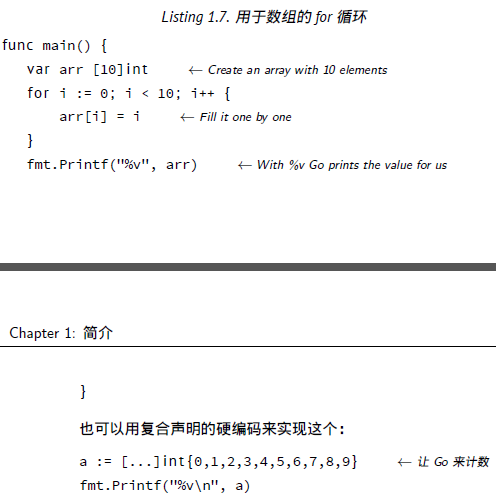 Listing 1.7. 用于数组的 for 循环
func main() {
var arr [10]int ← Create an array with 10 elements
for i := 0; i < 10; i++ {
arr[i] = i ← Fill it one by one
}
fmt.Printf("%v", arr) ← With %v Go prints the value for us
Chapter 1: 简介
}
也可以用复合声明的硬编码来实现这个：
a := [...]int{0,1,2,3,4,5,6,7,8,9} ← 让 Go 来计数
fmt.Printf("%v\n", a)